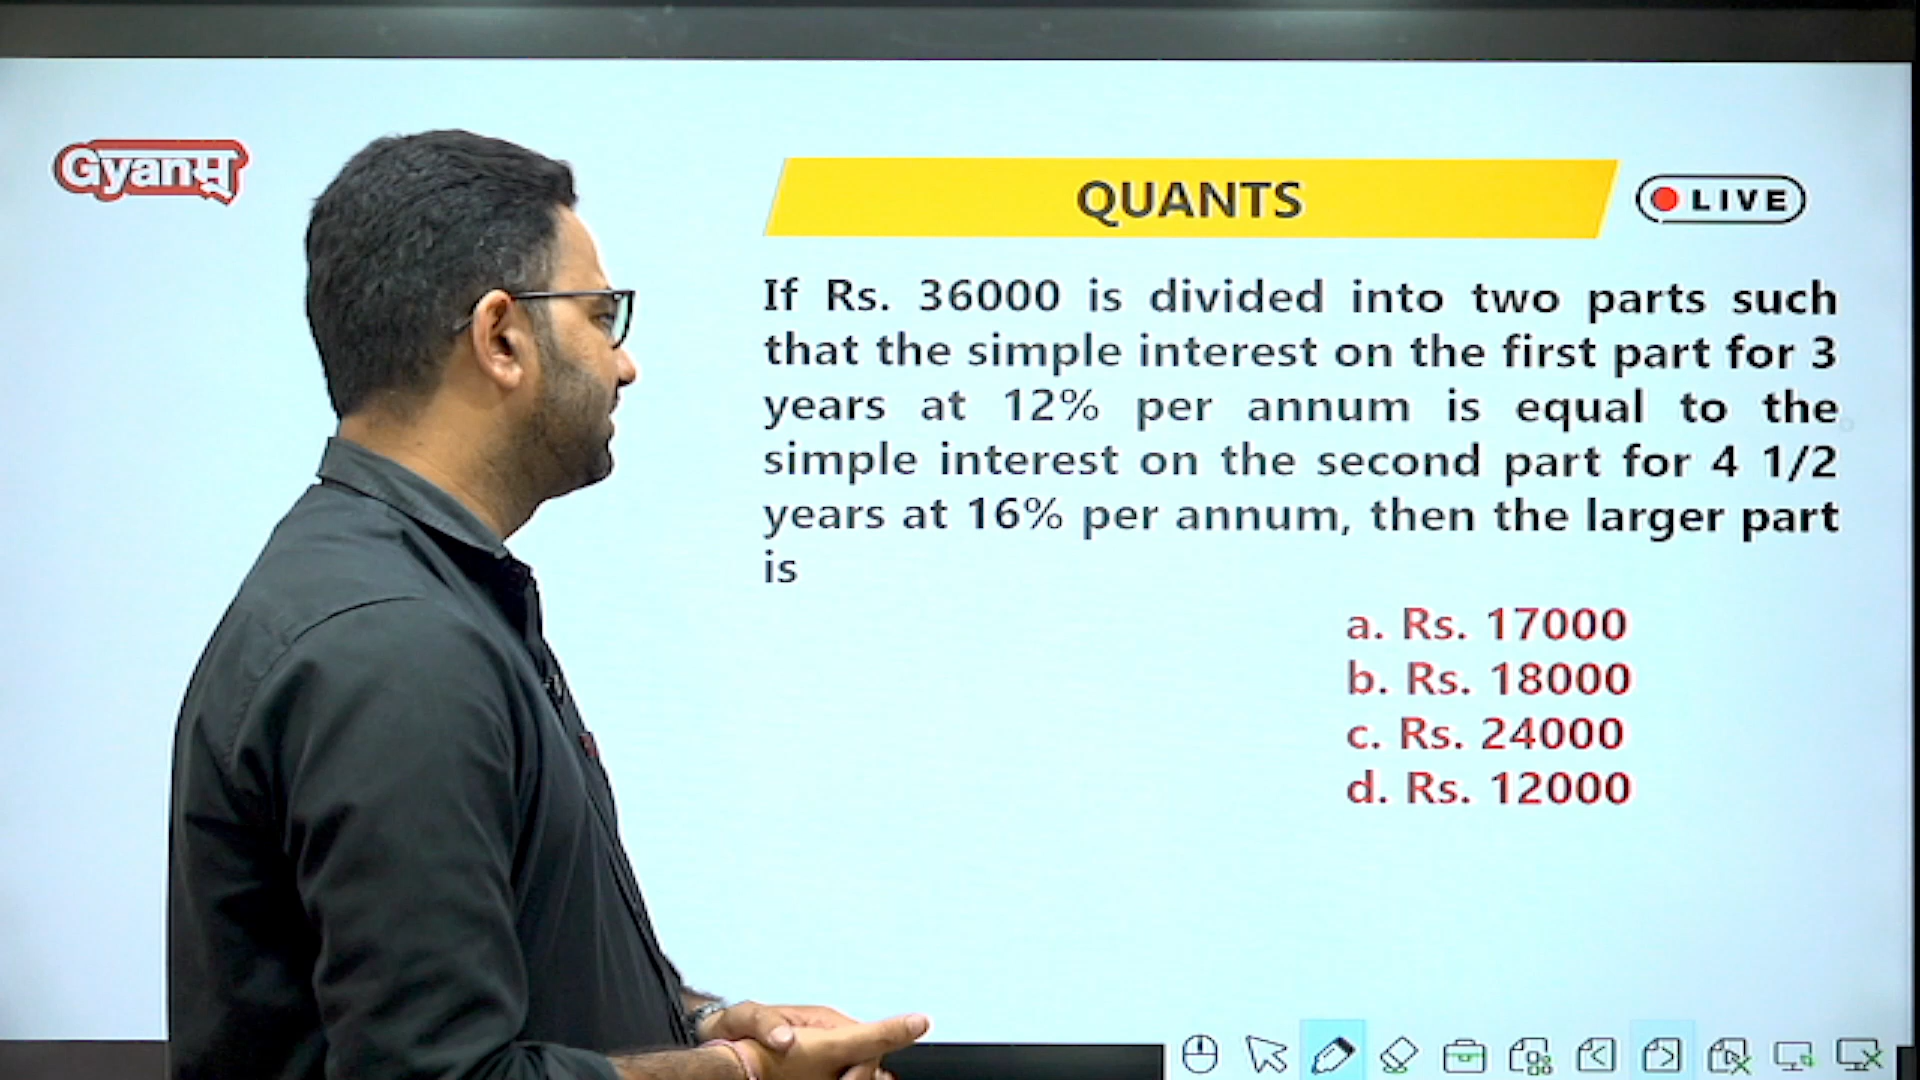 Gyanम्
QUANTS
LIVE
If Rs. 36000 is divided into two parts such
that the simple interest on the first part for 3
years at 12% per annum is equal to the
simple interest on the second part for 4 1/2
years at 16% per annum, then the larger part
is
a. Rs. 17000
b. Rs. 18000
c. Rs. 24000
d. Rs. 12000